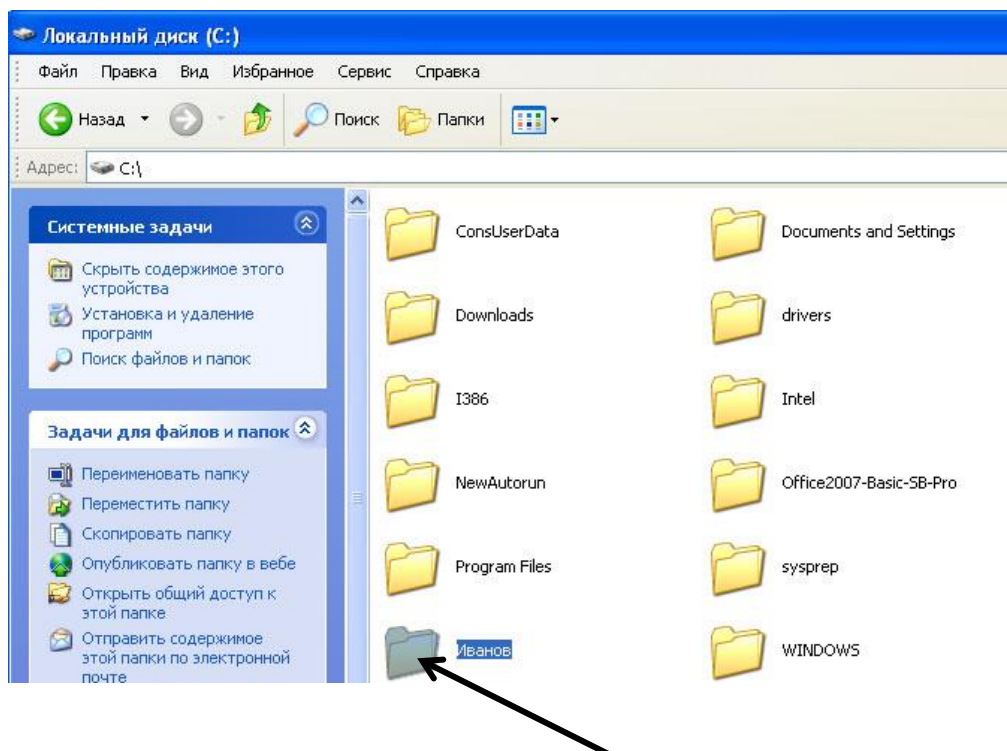 Локальный диск (C:)
Файл Правка Вид Избранное Сервис Справка
Назад Поиск Папки
Адрес: C:\
Системные задачи
Скрыть содержимое этого
устройства
Установка и удаление
программ
Поиск файлов и папок
Задачи для файлов и папок
Переименовать папку
Переместить папку
Скопировать папку
Опубликовать папку в вебе
Открыть общий доступ к
этой папке
Отправить содержимое
этой папки по электронной
почте
ConsUserData
Documents and Settings
Downloads
drivers
I386
Intel
NewAutorun
Office2007-Basic-SB-Pro
Program Files
sysprep
Иванов
WINDOWS